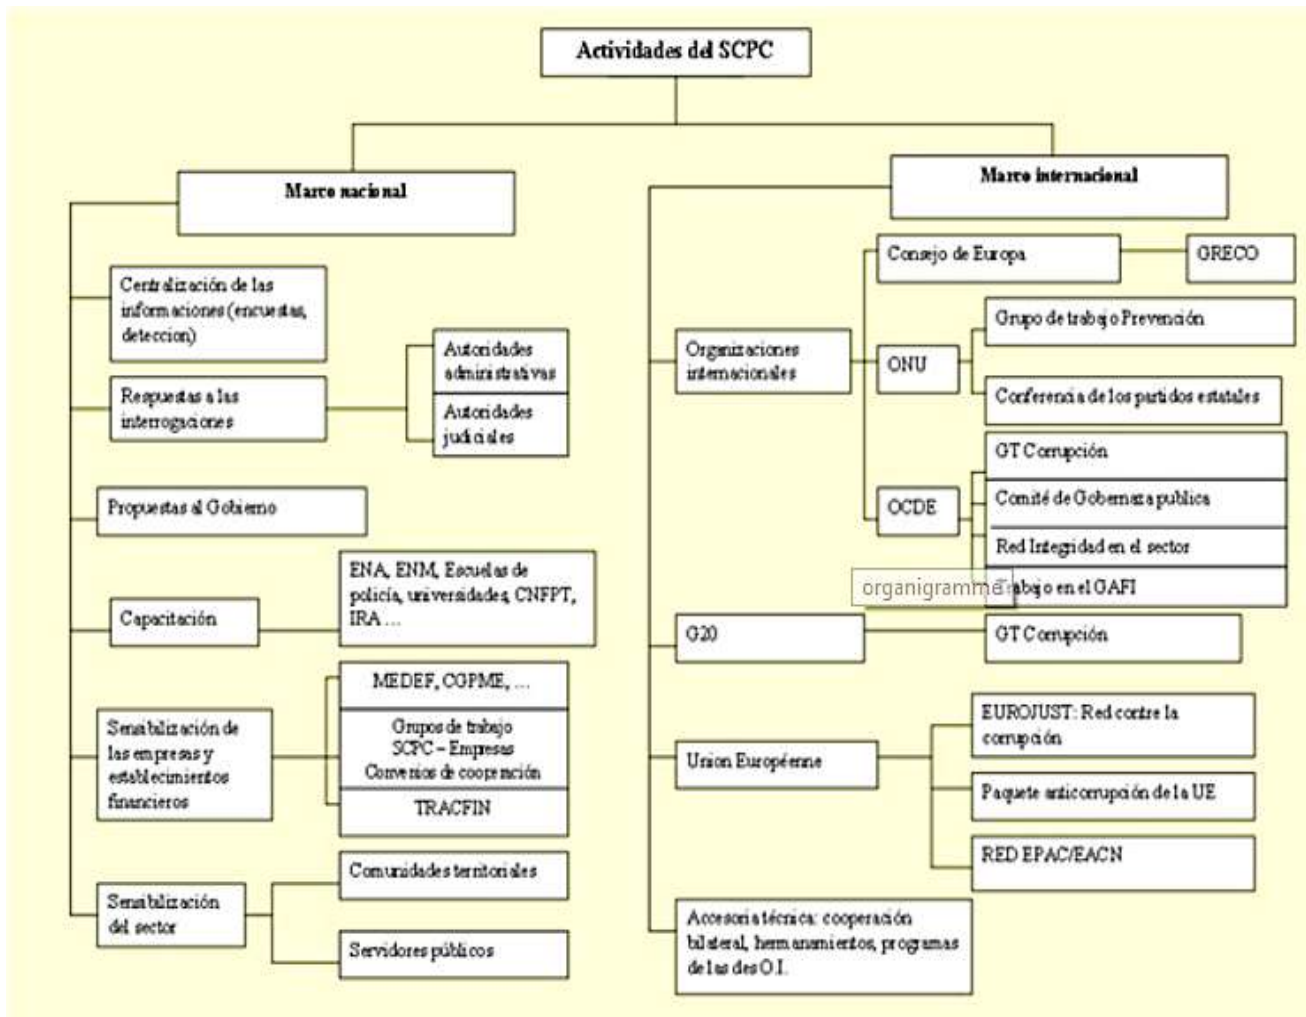 Actividades del SCPC
Marco nacional
Centralización de las
informaciones (encuestas,
deteccion)
Respuestas a las
interrogaciones
Autoridades
administrativas
Autoridades
judiciales
Propuestas al Gobierno
Capacitación
ENA, ENM, Escuelas de
policía, universidades, CNFPT,
IRA ...
Sensibilización de
las empresas y
establecimientos
financieros
MEDEF, CGPME, ...
Grupos de trabajo
SCPC – Empresas
Convenios de cooperación
TRACFIN
Sensibilización
del sector
Comunidades territoriales
Servidores públicos
Marco internacional
Organizaciones
internacionales
Consejo de Europa
GRECO
ONU
Grupo de trabajo Prevención
Conferencia de los partidos estatales
OCDE
GT Corrupción
Comité de Gobernaza publica
Red Integridad en el sector
Trabajo en el GAFI
organigramme
G20
GT Corrupción
Union Européenne
EUROJUST: Red contre la
corrupción
Paquete anticorrupción de la UE
RED EPAC/EACN
Accesoria técnica: cooperación
bilateral, hermanamientos, programas
de las des O.I.